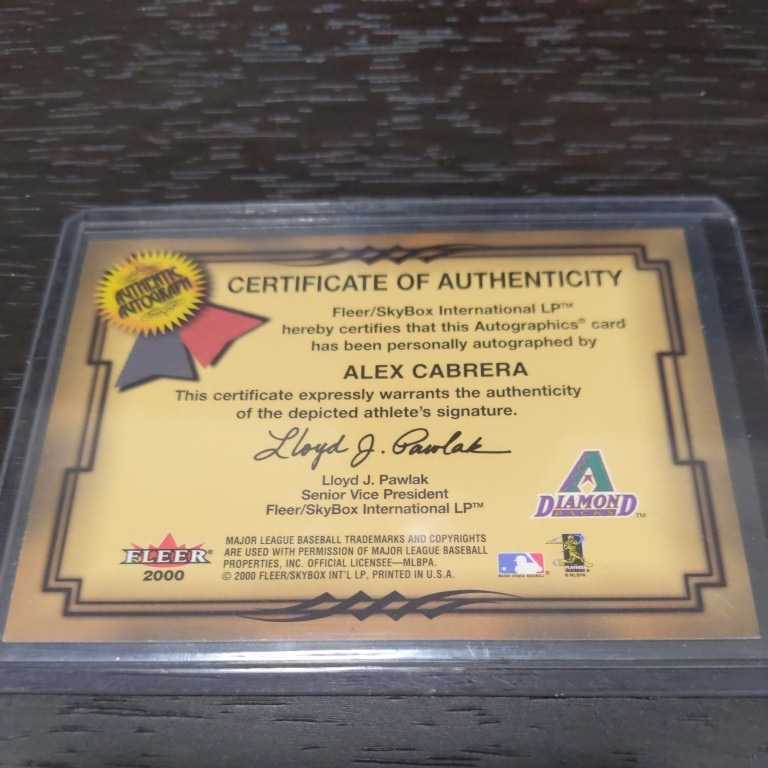 AUTHENTIC
AUTOGRAPH
CERTIFICATE OF AUTHENTICITY
Fleer/SkyBox International LP™
hereby certifies that this Autographics® card
has been personally autographed by
ALEX CABRERA
This certificate expressly warrants the authenticity
of the depicted athlete's signature.
Lloyd J. Pawlak
Lloyd J. Pawlak
Senior Vice President
Fleer/SkyBox International LP™
A
DIAMOND
BACKS
™
FLEER
2000
MAJOR LEAGUE BASEBALL TRADEMARKS AND COPYRIGHTS
ARE USED WITH PERMISSION OF MAJOR LEAGUE BASEBALL
PROPERTIES, INC. OFFICIAL LICENSEE—MLBPA.
© 2000 FLEER/SKYBOX INT'L LP, PRINTED IN U.S.A.